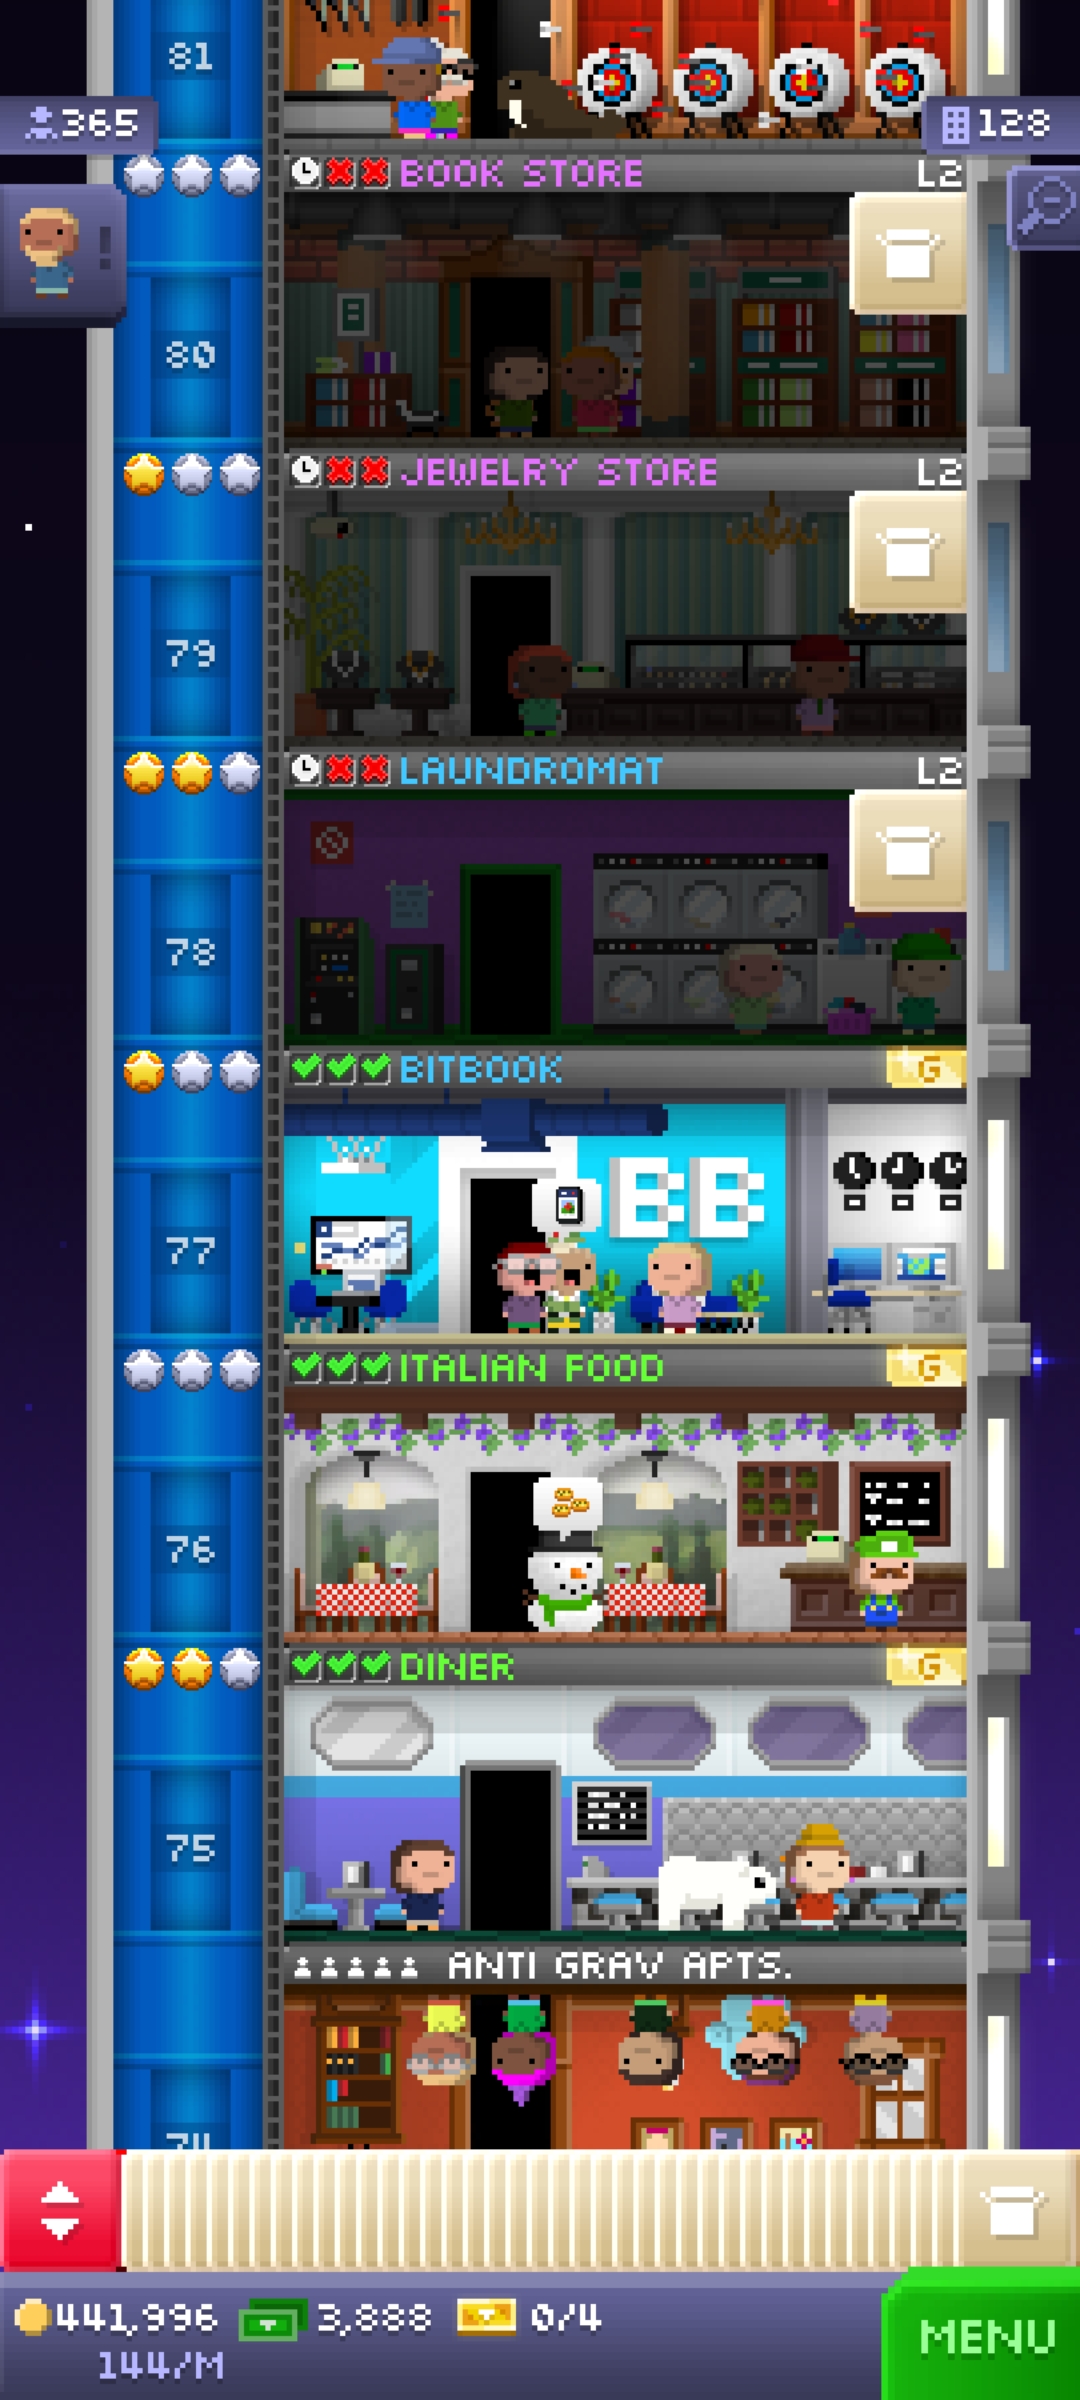 81
365
128
BOOK STORE L2
80
JEWELRY STORE L2
79
LAUNDROMAT L2
78
BITBOOK G
BB
77
ITALIAN FOOD G
76
DINER G
75
ANTI GRAV APTS.
74
441,996 3,888 0/4
144/M
MENU